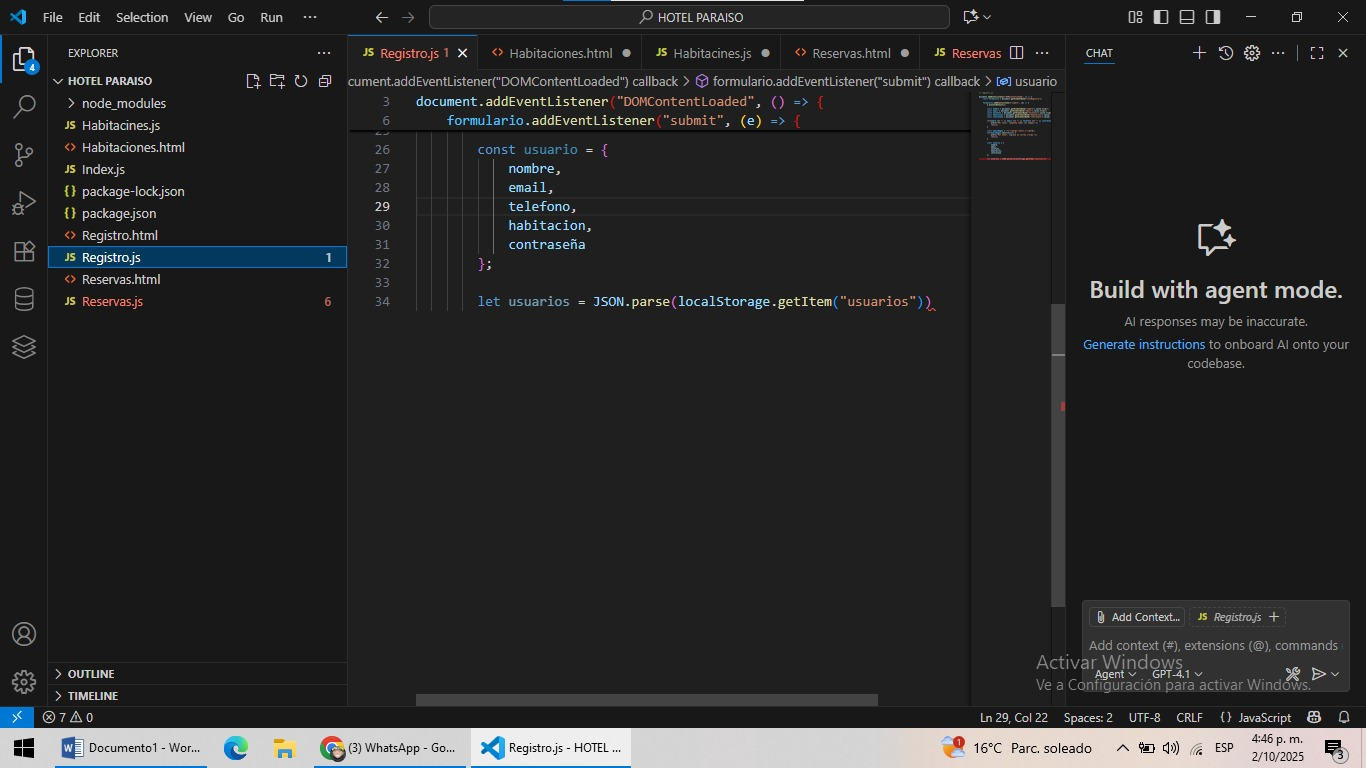 File Edit Selection View Go Run ···
HOTEL PARAISO
EXPLORER ···
HOTEL PARAISO
node_modules
JS Habitacines.js
<> Habitaciones.html
JS Index.js
{} package-lock.json
{} package.json
<> Registro.html
JS Registro.js 1
<> Reservas.html
JS Reservas.js 6
OUTLINE
TIMELINE
4
JS Registro.js 1 × <> Habitaciones.html ● JS Habitacines.js ● <> Reservas.html ● JS Reservas ···
cument.addEventListener("DOMContentLoaded") callback > formulario.addEventListener("submit") callback > usuario
3 document.addEventListener("DOMContentLoaded", () => {
6 formulario.addEventListener("submit", (e) => {
25
26 const usuario = {
27 nombre,
28 email,
29 telefono,
30 habitacion,
31 contraseña
32 };
33
34 let usuarios = JSON.parse(localStorage.getItem("usuarios"))
CHAT
Build with agent mode.
AI responses may be inaccurate.
Generate instructions to onboard AI onto your
codebase.
Add Context... JS Registro.js +
Add context (#), extensions (@), commands
Agent GPT-4.1
Activar Windows
Ve a Configuración para activar Windows.
7 0 Ln 29, Col 22 Spaces: 2 UTF-8 CRLF {} JavaScript
Documento1 - Wor... (3) WhatsApp - Go... Registro.js - HOTEL ... 1 16°C Parc. soleado ESP 4:46 p. m.
2/10/2025
3